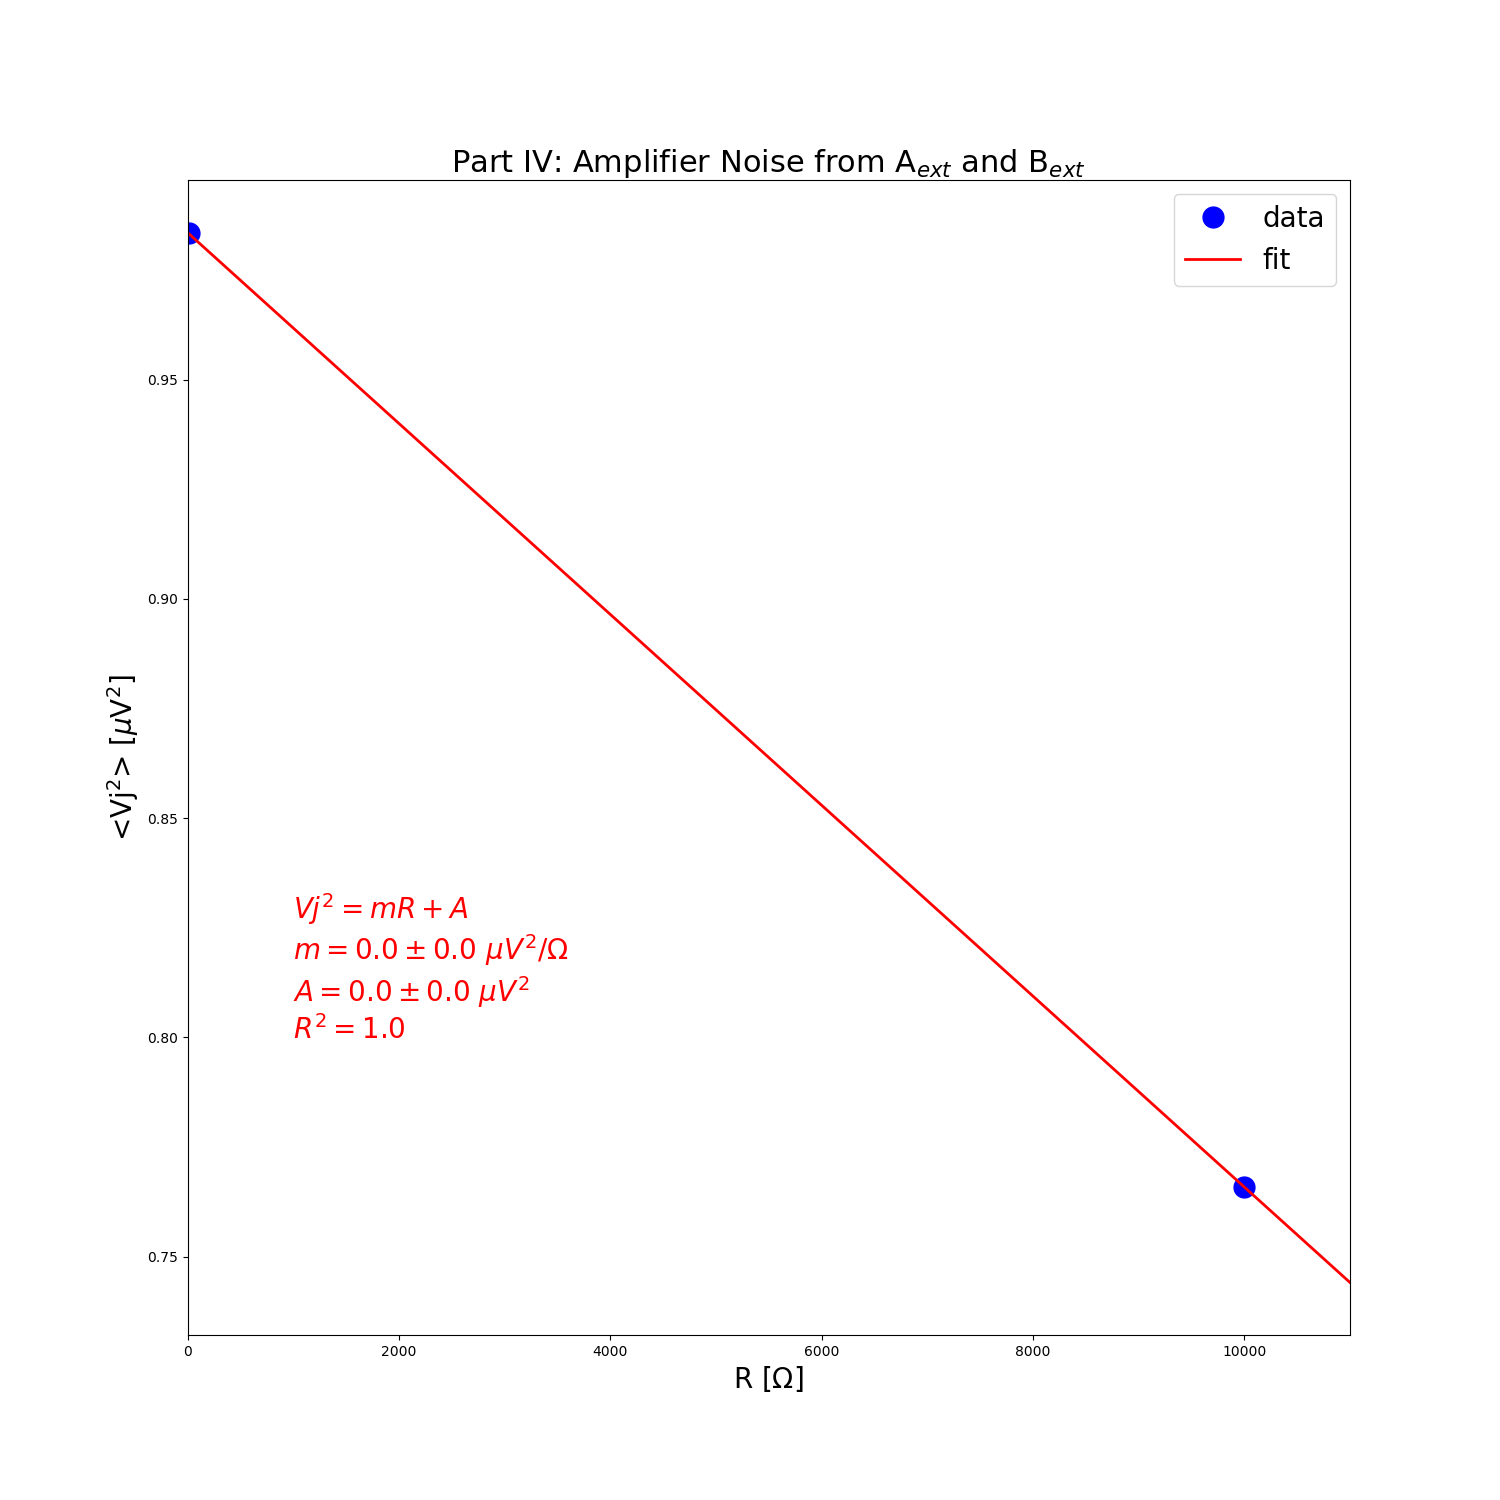 Part IV: Amplifier Noise from A_ext and B_ext
data
fit
<Vj²> [μV²]
0.95
0.90
0.85
0.80
0.75
Vj² = mR + A
m = 0.0 ± 0.0 μV²/Ω
A = 0.0 ± 0.0 μV²
R² = 1.0
0 2000 4000 6000 8000 10000
R [Ω]